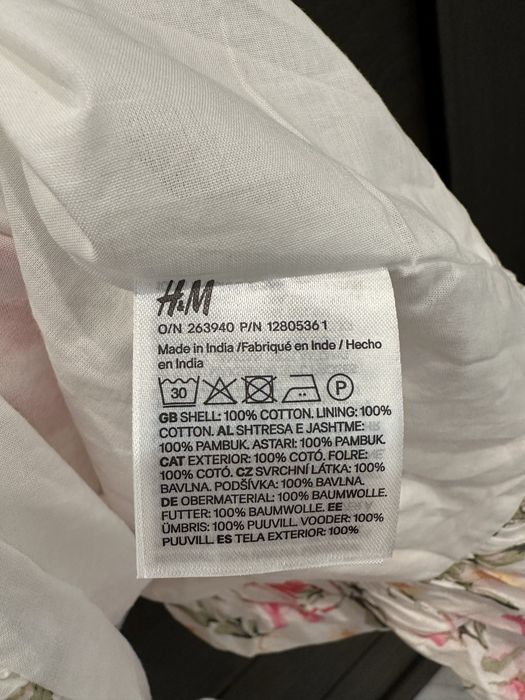 H&M
O/N 263940 P/N 12805361
Made in India /Fabriqué en Inde / Hecho
en India
30 P
GB SHELL: 100% COTTON. LINING: 100%
COTTON. AL SHTRESA E JASHTME:
100% PAMBUK. ASTARI: 100% PAMBUK.
CAT EXTERIOR: 100% COTÓ. FOLRE:
100% COTÓ. CZ SVRCHNÍ LÁTKA: 100%
BAVLNA. PODŠÍVKA: 100% BAVLNA.
DE OBERMATERIAL: 100% BAUMWOLLE.
FUTTER: 100% BAUMWOLLE. EE
ÜMBRIS: 100% PUUVILL. VOODER: 100%
PUUVILL. ES TELA EXTERIOR: 100%